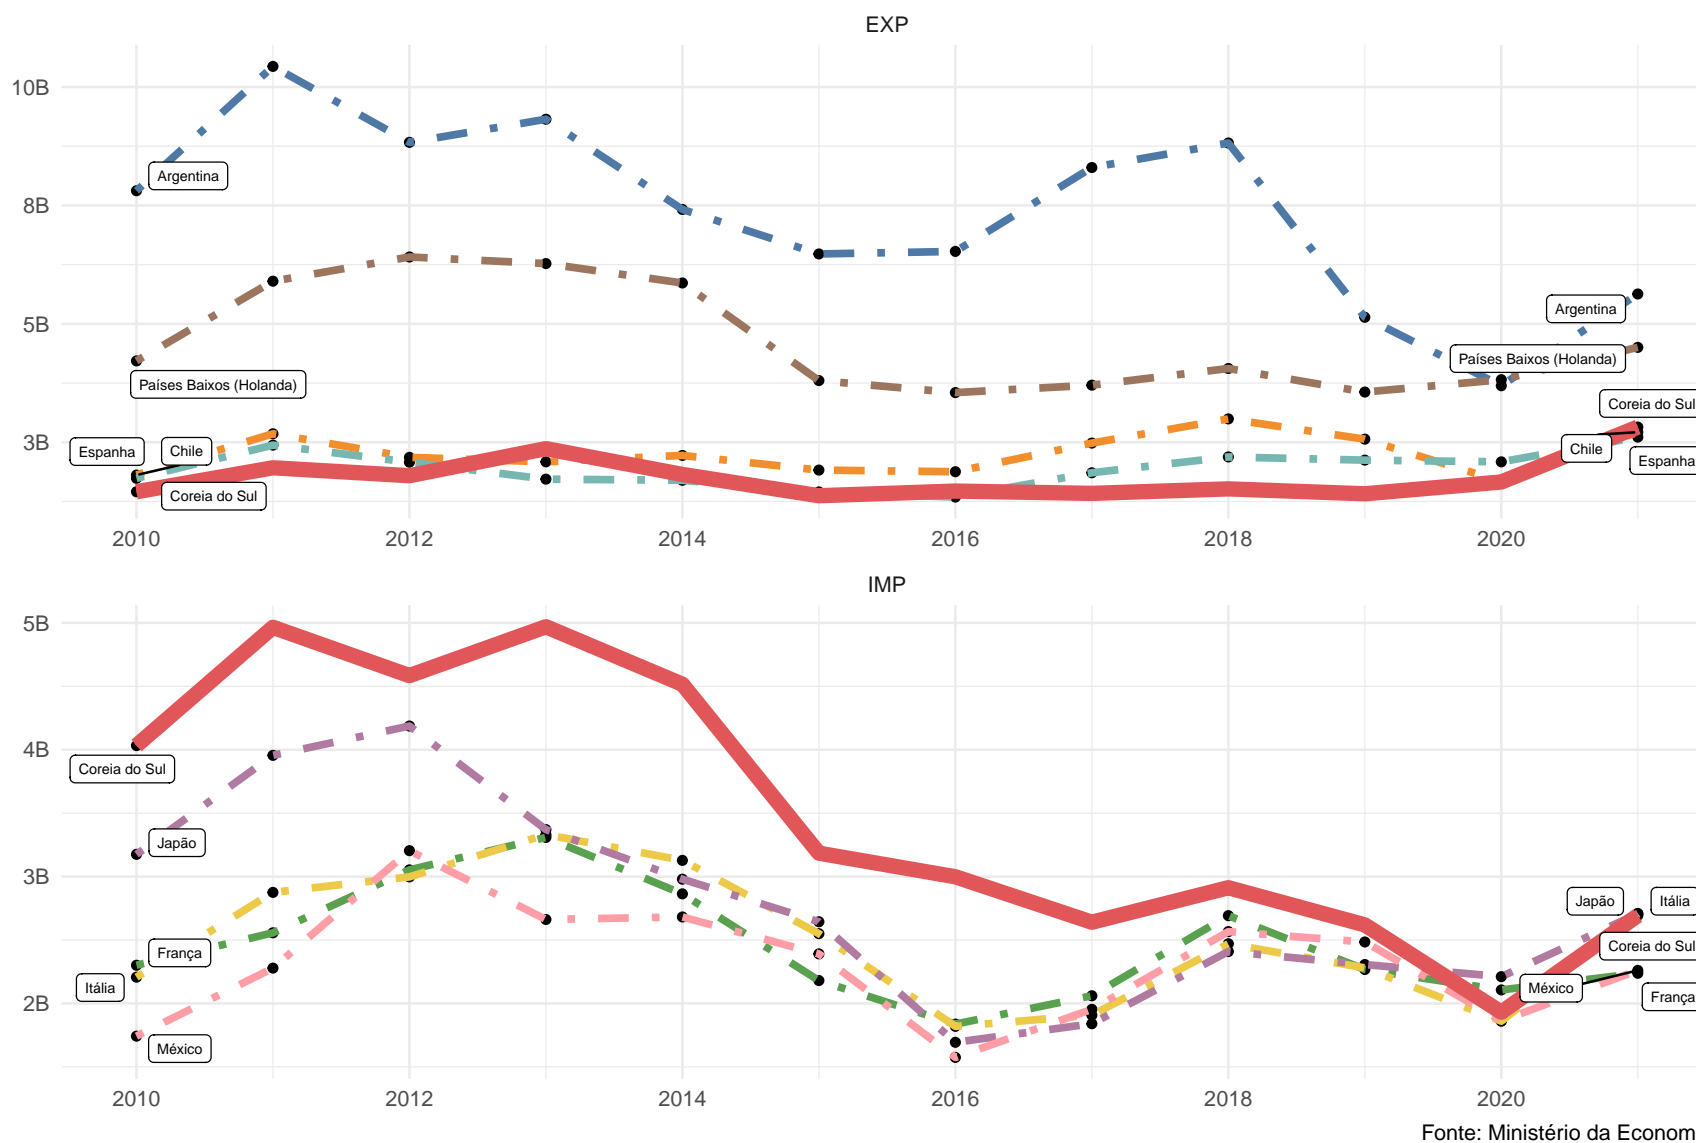 EXP
10B
8B
5B
3B
Argentina
Países Baixos (Holanda)
Espanha
Chile
Coreia do Sul
Argentina
Países Baixos (Holanda)
Coreia do Sul
Chile
Espanha
2010 2012 2014 2016 2018 2020
IMP
5B
4B
3B
2B
Coreia do Sul
Japão
França
Itália
México
Japão
Itália
Coreia do Sul
México
França
2010 2012 2014 2016 2018 2020
Fonte: Ministério da Econom